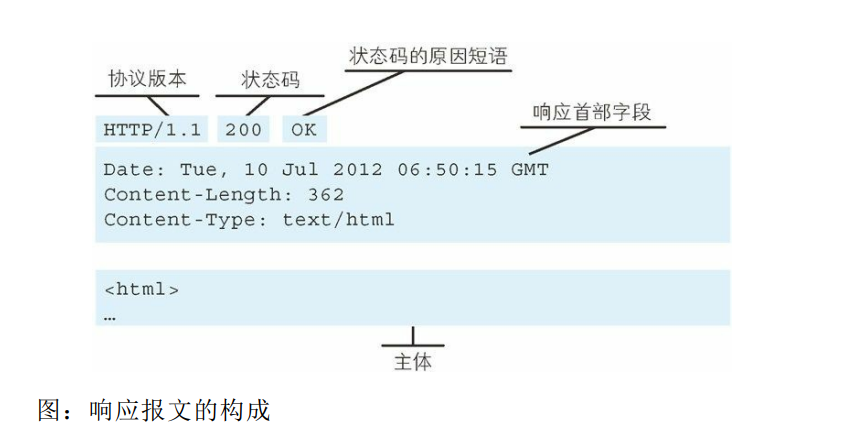 状态码的原因短语
协议版本
状态码
HTTP/1.1 200 OK
响应首部字段
Date: Tue, 10 Jul 2012 06:50:15 GMT
Content-Length: 362
Content-Type: text/html
<html>
…
主体
图：响应报文的构成